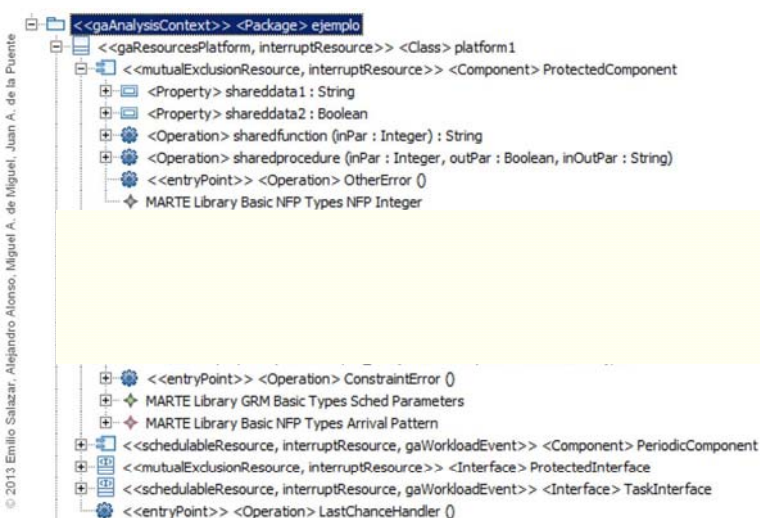 <<gaAnalysisContext>> <Package> ejemplo
<<gaResourcesPlatform, interruptResource>> <Class> platform1
<<mutualExclusionResource, interruptResource>> <Component> ProtectedComponent
<Property> shareddata1 : String
<Property> shareddata2 : Boolean
<Operation> sharedfunction (inPar : Integer) : String
<Operation> sharedprocedure (inPar : Integer, outPar : Boolean, inOutPar : String)
<<entryPoint>> <Operation> OtherError ()
MARTE Library Basic NFP Types NFP Integer
<<entryPoint>> <Operation> ConstraintError ()
MARTE Library GRM Basic Types Sched Parameters
MARTE Library Basic NFP Types Arrival Pattern
<<schedulableResource, interruptResource, gaWorkloadEvent>> <Component> PeriodicComponent
<<mutualExclusionResource, interruptResource>> <Interface> ProtectedInterface
<<schedulableResource, interruptResource, gaWorkloadEvent>> <Interface> TaskInterface
<<entryPoint>> <Operation> LastChanceHandler ()
© 2013 Emilio Salazar, Alejandro Alonso, Miguel A. de Miguel, Juan A. de la Puente